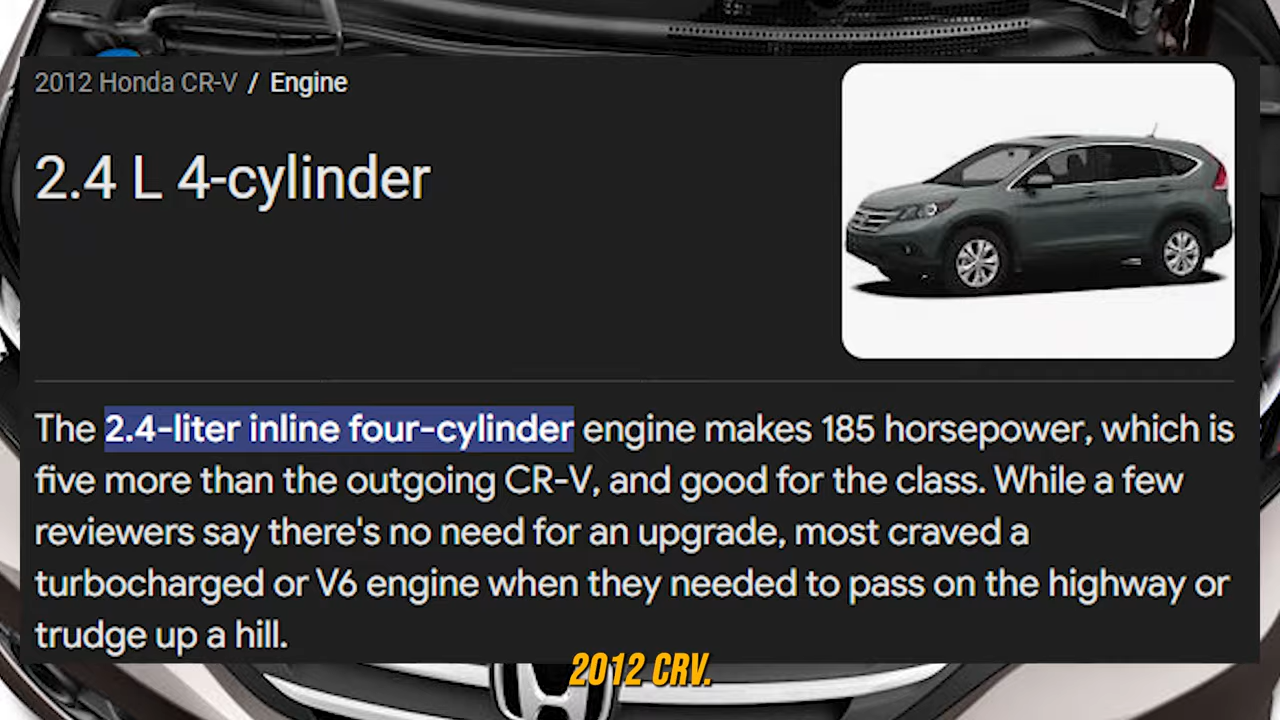 2012 Honda CR-V / Engine
2.4 L 4-cylinder
The 2.4-liter inline four-cylinder engine makes 185 horsepower, which is
five more than the outgoing CR-V, and good for the class. While a few
reviewers say there's no need for an upgrade, most craved a
turbocharged or V6 engine when they needed to pass on the highway or
trudge up a hill.
2012 CRV.